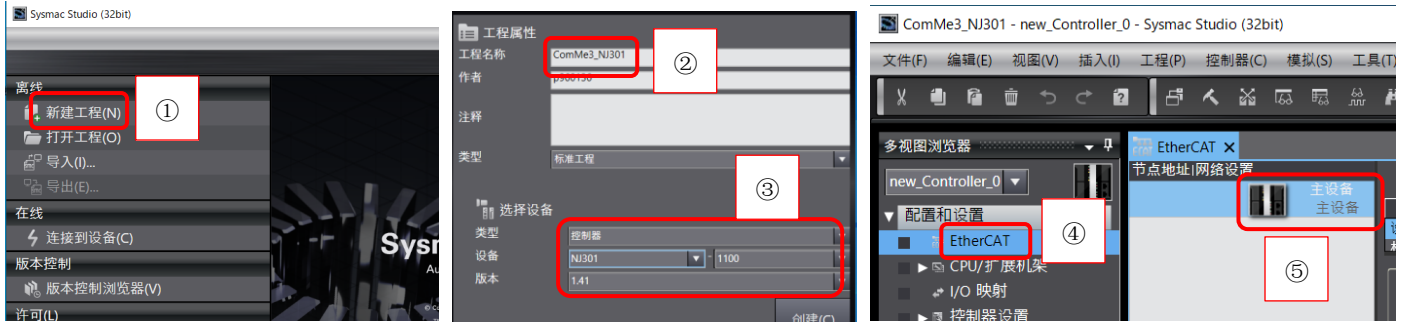 Sysmac Studio (32bit)
离线
新建工程(N)
①
打开工程(O)
导入(I)...
导出(E)...
在线
连接到设备(C)
版本控制
版本控制浏览器(V)
许可(L)
工程属性
工程名称 ComMe3_NJ301
②
作者
注释
类型 标准工程
③
选择设备
类型 控制器
设备 NJ301 - 1100
版本 1.41
创建(C)
ComMe3_NJ301 - new_Controller_0 - Sysmac Studio (32bit)
文件(F) 编辑(E) 视图(V) 插入(I) 工程(P) 控制器(C) 模拟(S) 工具(T)
多视图浏览器
EtherCAT
节点地址|网络设置
new_Controller_0
主设备
主设备
配置和设置
EtherCAT
④
⑤
CPU/扩展机架
I/O 映射
控制器设置